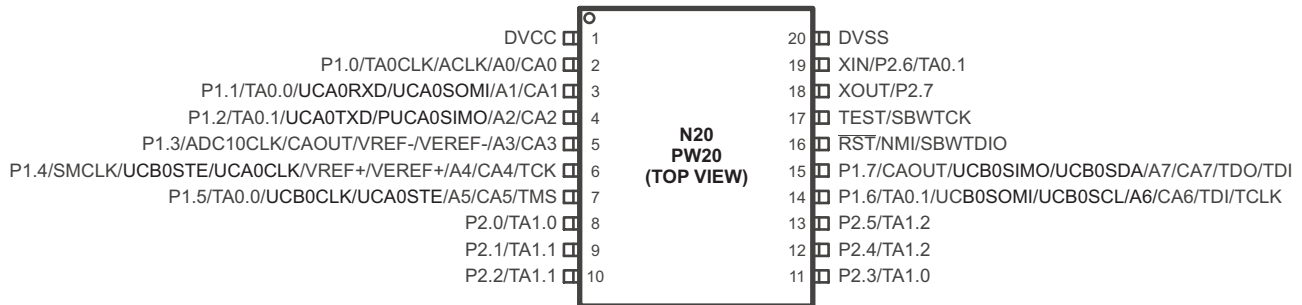 DVCC 1
P1.0/TA0CLK/ACLK/A0/CA0 2
P1.1/TA0.0/UCA0RXD/UCA0SOMI/A1/CA1 3
P1.2/TA0.1/UCA0TXD/PUCA0SIMO/A2/CA2 4
P1.3/ADC10CLK/CAOUT/VREF-/VEREF-/A3/CA3 5
P1.4/SMCLK/UCB0STE/UCA0CLK/VREF+/VEREF+/A4/CA4/TCK 6
P1.5/TA0.0/UCB0CLK/UCA0STE/A5/CA5/TMS 7
P2.0/TA1.0 8
P2.1/TA1.1 9
P2.2/TA1.1 10
N20
PW20
(TOP VIEW)
20 DVSS
19 XIN/P2.6/TA0.1
18 XOUT/P2.7
17 TEST/SBWTCK
16 RST/NMI/SBWTDIO
15 P1.7/CAOUT/UCB0SIMO/UCB0SDA/A7/CA7/TDO/TDI
14 P1.6/TA0.1/UCB0SOMI/UCB0SCL/A6/CA6/TDI/TCLK
13 P2.5/TA1.2
12 P2.4/TA1.2
11 P2.3/TA1.0